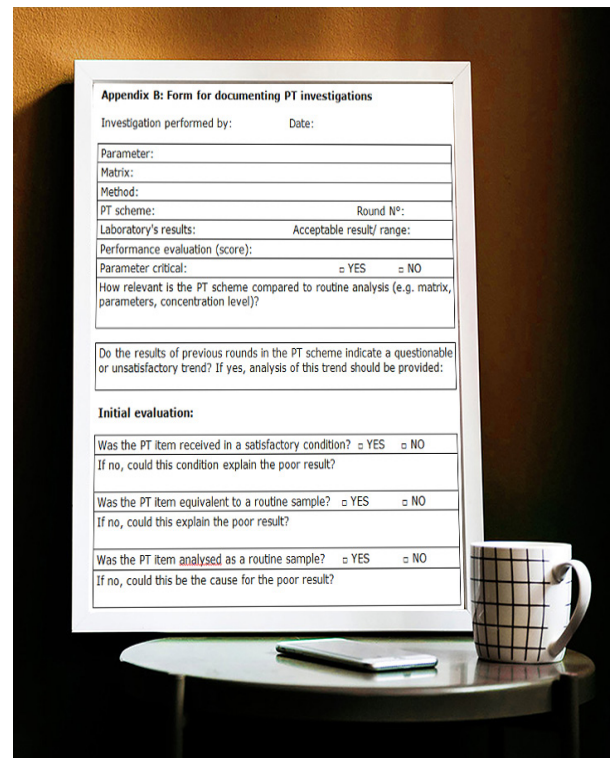 Appendix B: Form for documenting PT investigations
Investigation performed by: Date:
Parameter:
Matrix:
Method:
PT scheme: Round Nº:
Laboratory's results: Acceptable result/ range:
Performance evaluation (score):
Parameter critical: □ YES □ NO
How relevant is the PT scheme compared to routine analysis (e.g. matrix,
parameters, concentration level)?
Do the results of previous rounds in the PT scheme indicate a questionable
or unsatisfactory trend? If yes, analysis of this trend should be provided:
Initial evaluation:
Was the PT item received in a satisfactory condition? □ YES □ NO
If no, could this condition explain the poor result?
Was the PT item equivalent to a routine sample? □ YES □ NO
If no, could this explain the poor result?
Was the PT item analysed as a routine sample? □ YES □ NO
If no, could this be the cause for the poor result?